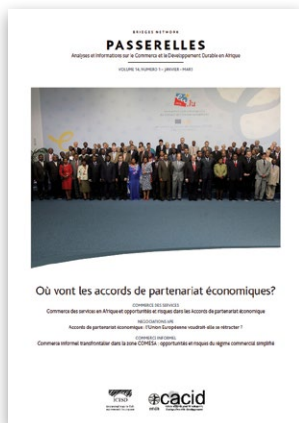 BRIDGES NETWORK
PASSERELLES
Analyses et Informations sur le Commerce et le Développement Durable en Afrique
VOLUME 14, NUMÉRO 1 – JANVIER - MARS
Où vont les accords de partenariat économiques?
COMMERCE DES SERVICES
Commerce des services en Afrique et opportunités et risques dans les Accords de partenariat économique
NÉGOCIATIONS APE
Accords de partenariat économique: l'Union Européenne voudrait-elle se rétracter ?
COMMERCE INFORMEL
Commerce informel transfrontalier dans la zone COMESA : opportunités et risques du régime commercial simplifié
ICTSD
enda cacid